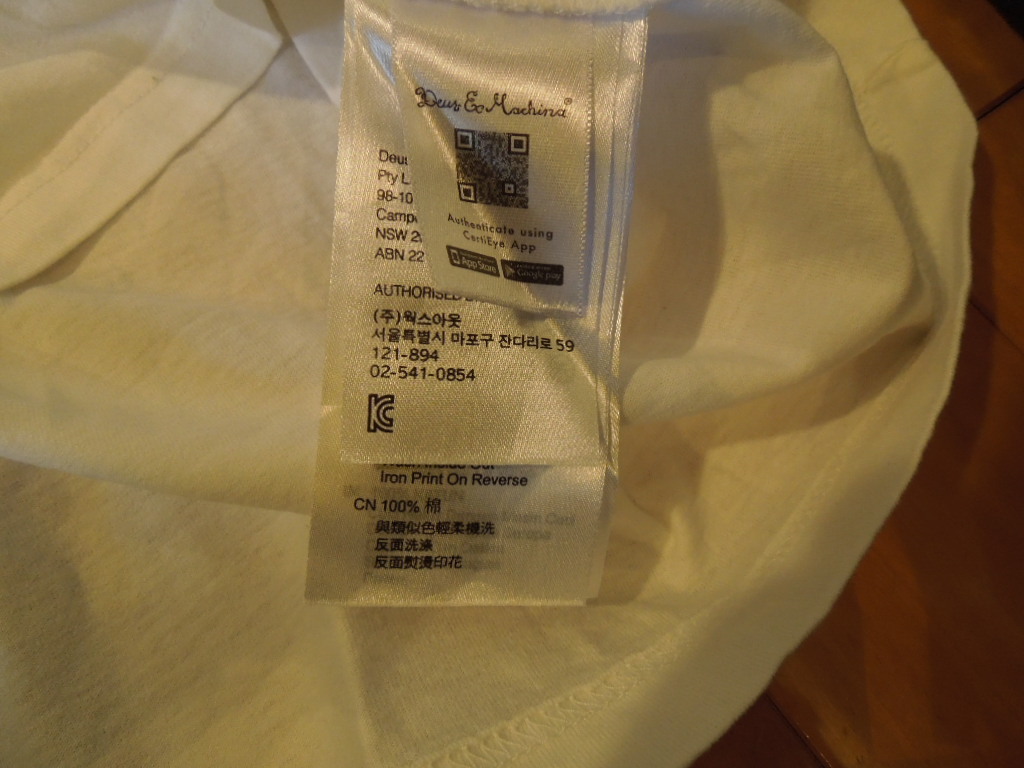 Deus Ex Machina
Authenticate using
CertiEye App
App Store
Google play
Deus
Pty L
98-10
Camp
NSW 2
ABN 22
AUTHORISED
(주)웍스아웃
서울특별시 마포구 잔다리로 59
121-894
02-541-0854
Iron Print On Reverse
CN 100% 棉
與類似色輕柔機洗
反面洗滌
反面熨燙印花